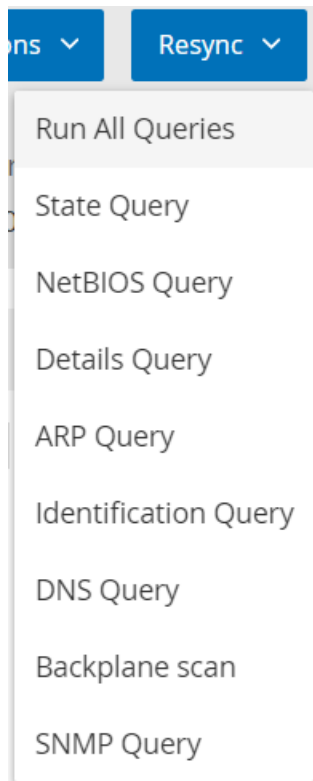 ons
Resync
Run All Queries
State Query
NetBIOS Query
Details Query
ARP Query
Identification Query
DNS Query
Backplane scan
SNMP Query